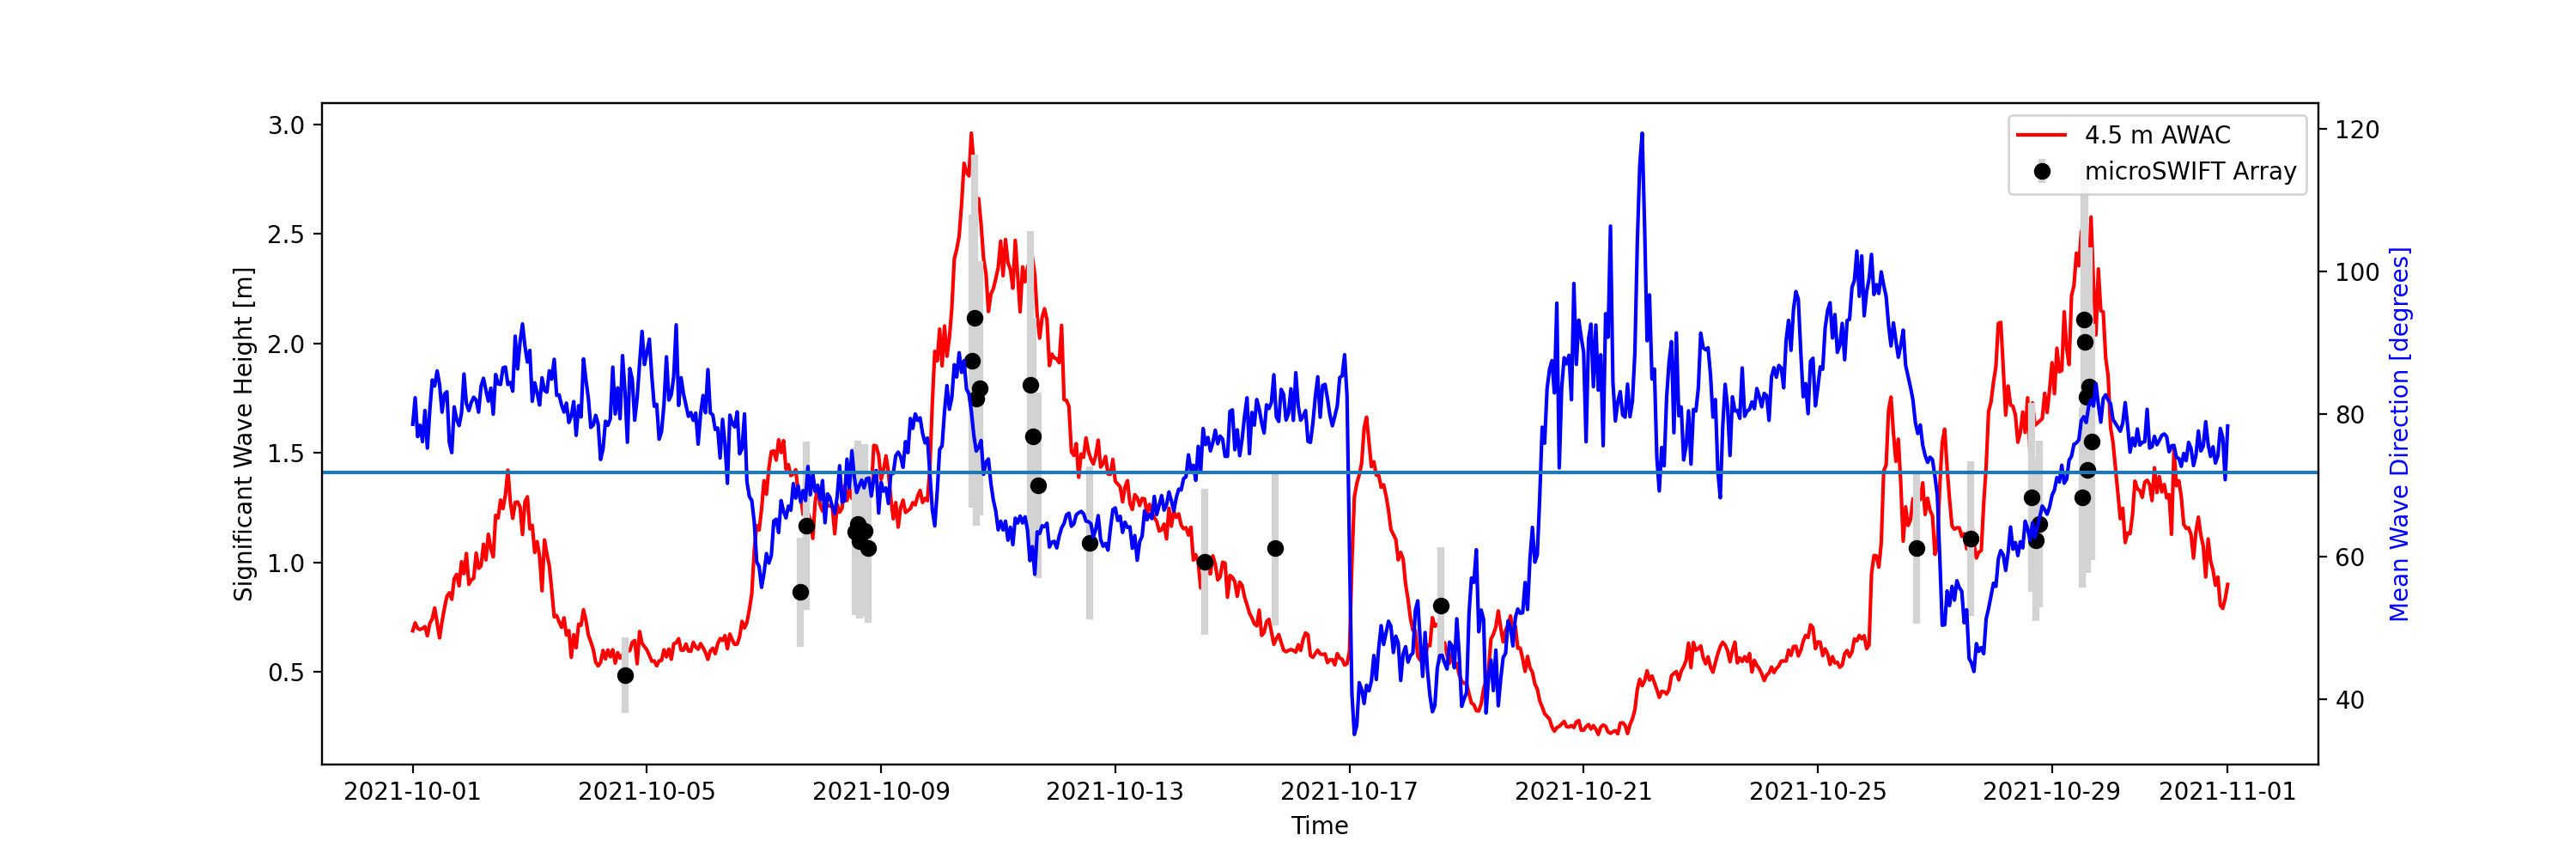 3.0
2.5
2.0
1.5
1.0
0.5
Significant Wave Height [m]
4.5 m AWAC
microSWIFT Array
120
100
80
60
40
Mean Wave Direction [degrees]
2021-10-01 2021-10-05 2021-10-09 2021-10-13 2021-10-17 2021-10-21 2021-10-25 2021-10-29 2021-11-01
Time